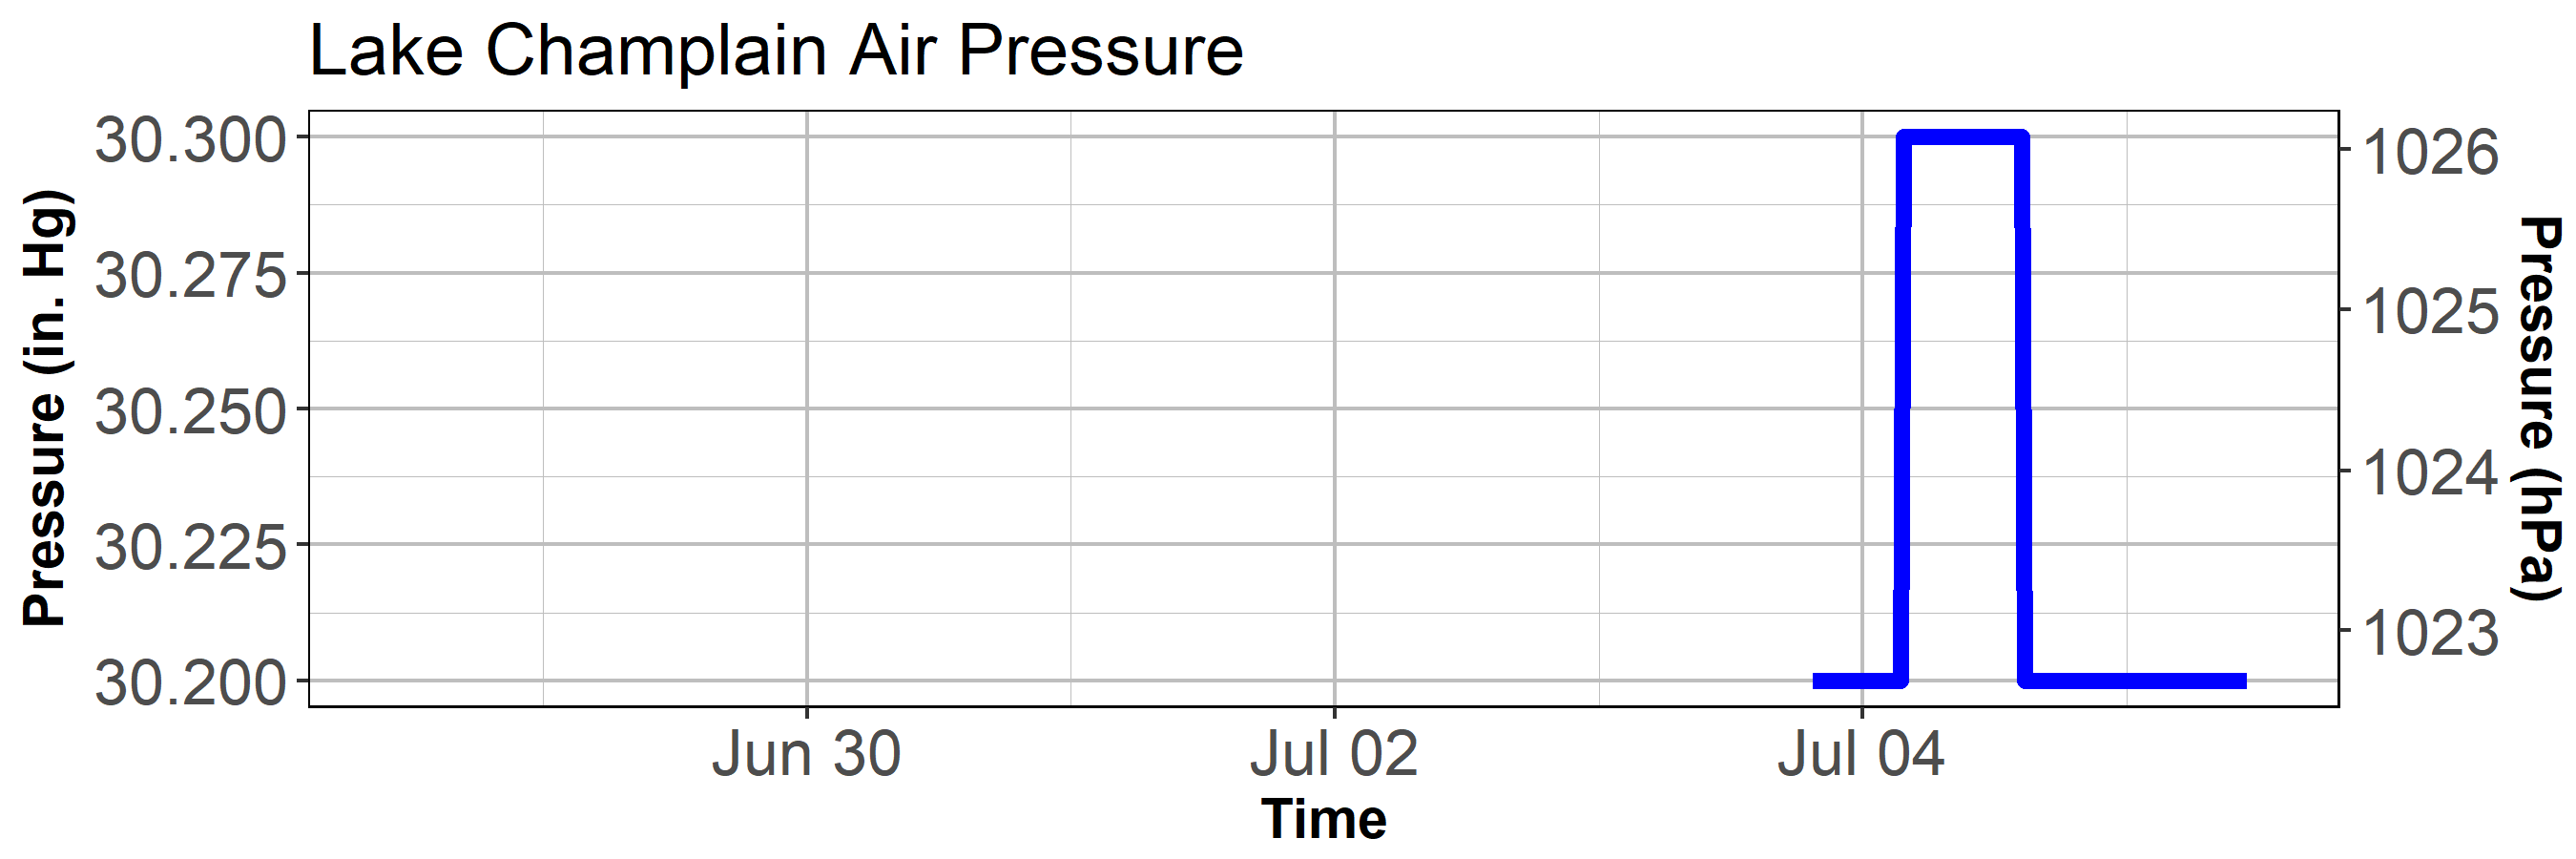 Lake Champlain Air Pressure
Pressure (in. Hg)
30.300
30.275
30.250
30.225
30.200
1026
1025
1024
1023
Pressure (hPa)
Jun 30
Jul 02
Jul 04
Time